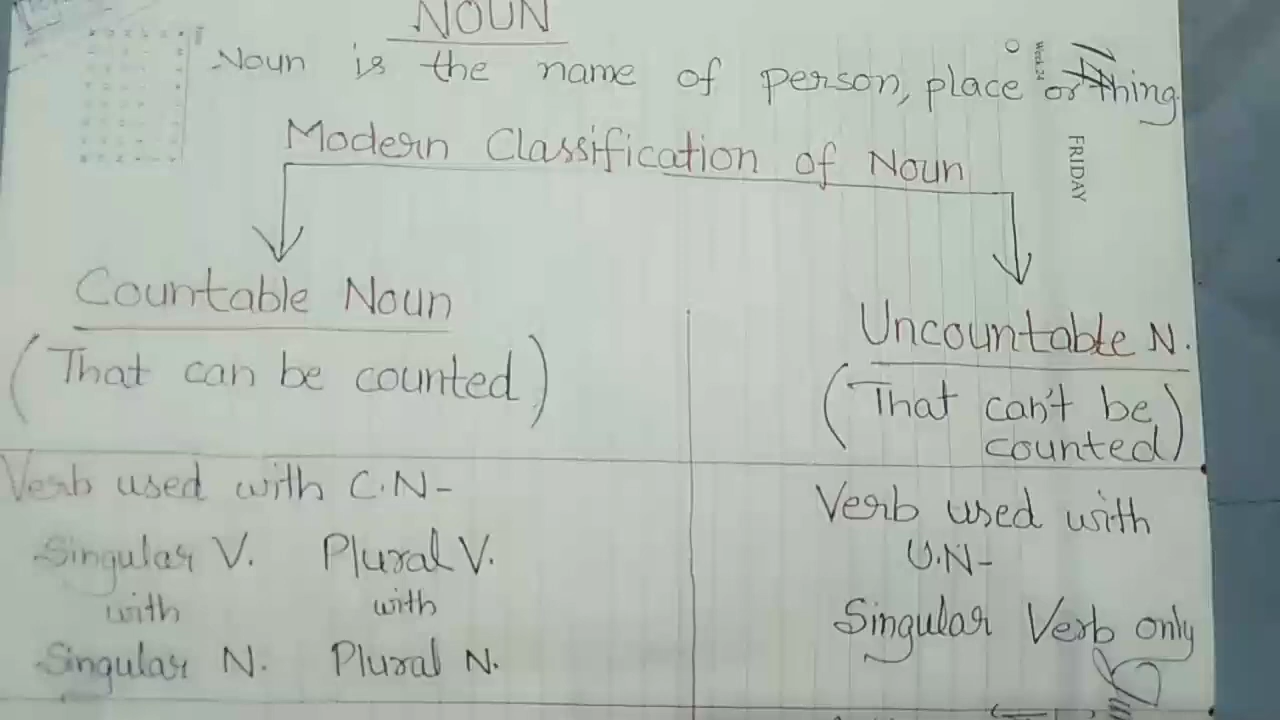 NOUN
Noun is the name of person, place or thing.
Week 24
FRIDAY
Modern Classification of Noun
Countable Noun
(That can be counted)
Verb used with C.N-
Singular V. Plural V.
with with
Singular N. Plural N.
Uncountable N.
(That can't be
counted)
Verb used with
U.N-
Singular Verb only